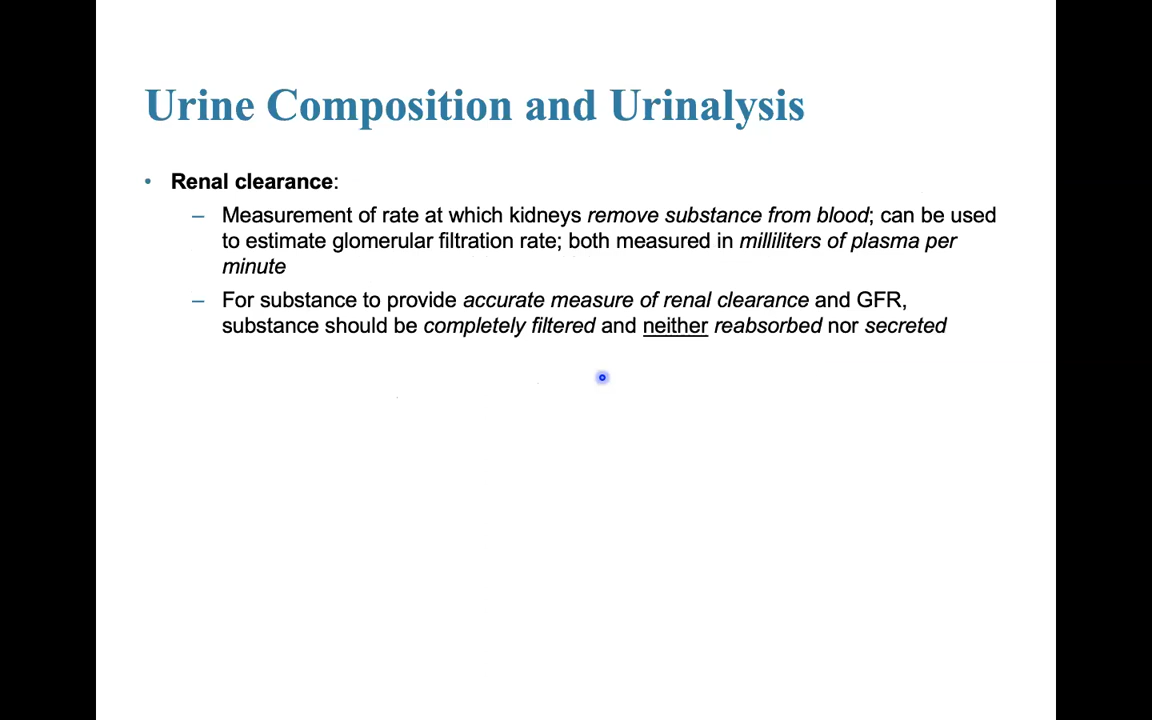 Urine Composition and Urinalysis
• Renal clearance:
– Measurement of rate at which kidneys remove substance from blood; can be used
to estimate glomerular filtration rate; both measured in milliliters of plasma per
minute
– For substance to provide accurate measure of renal clearance and GFR,
substance should be completely filtered and neither reabsorbed nor secreted